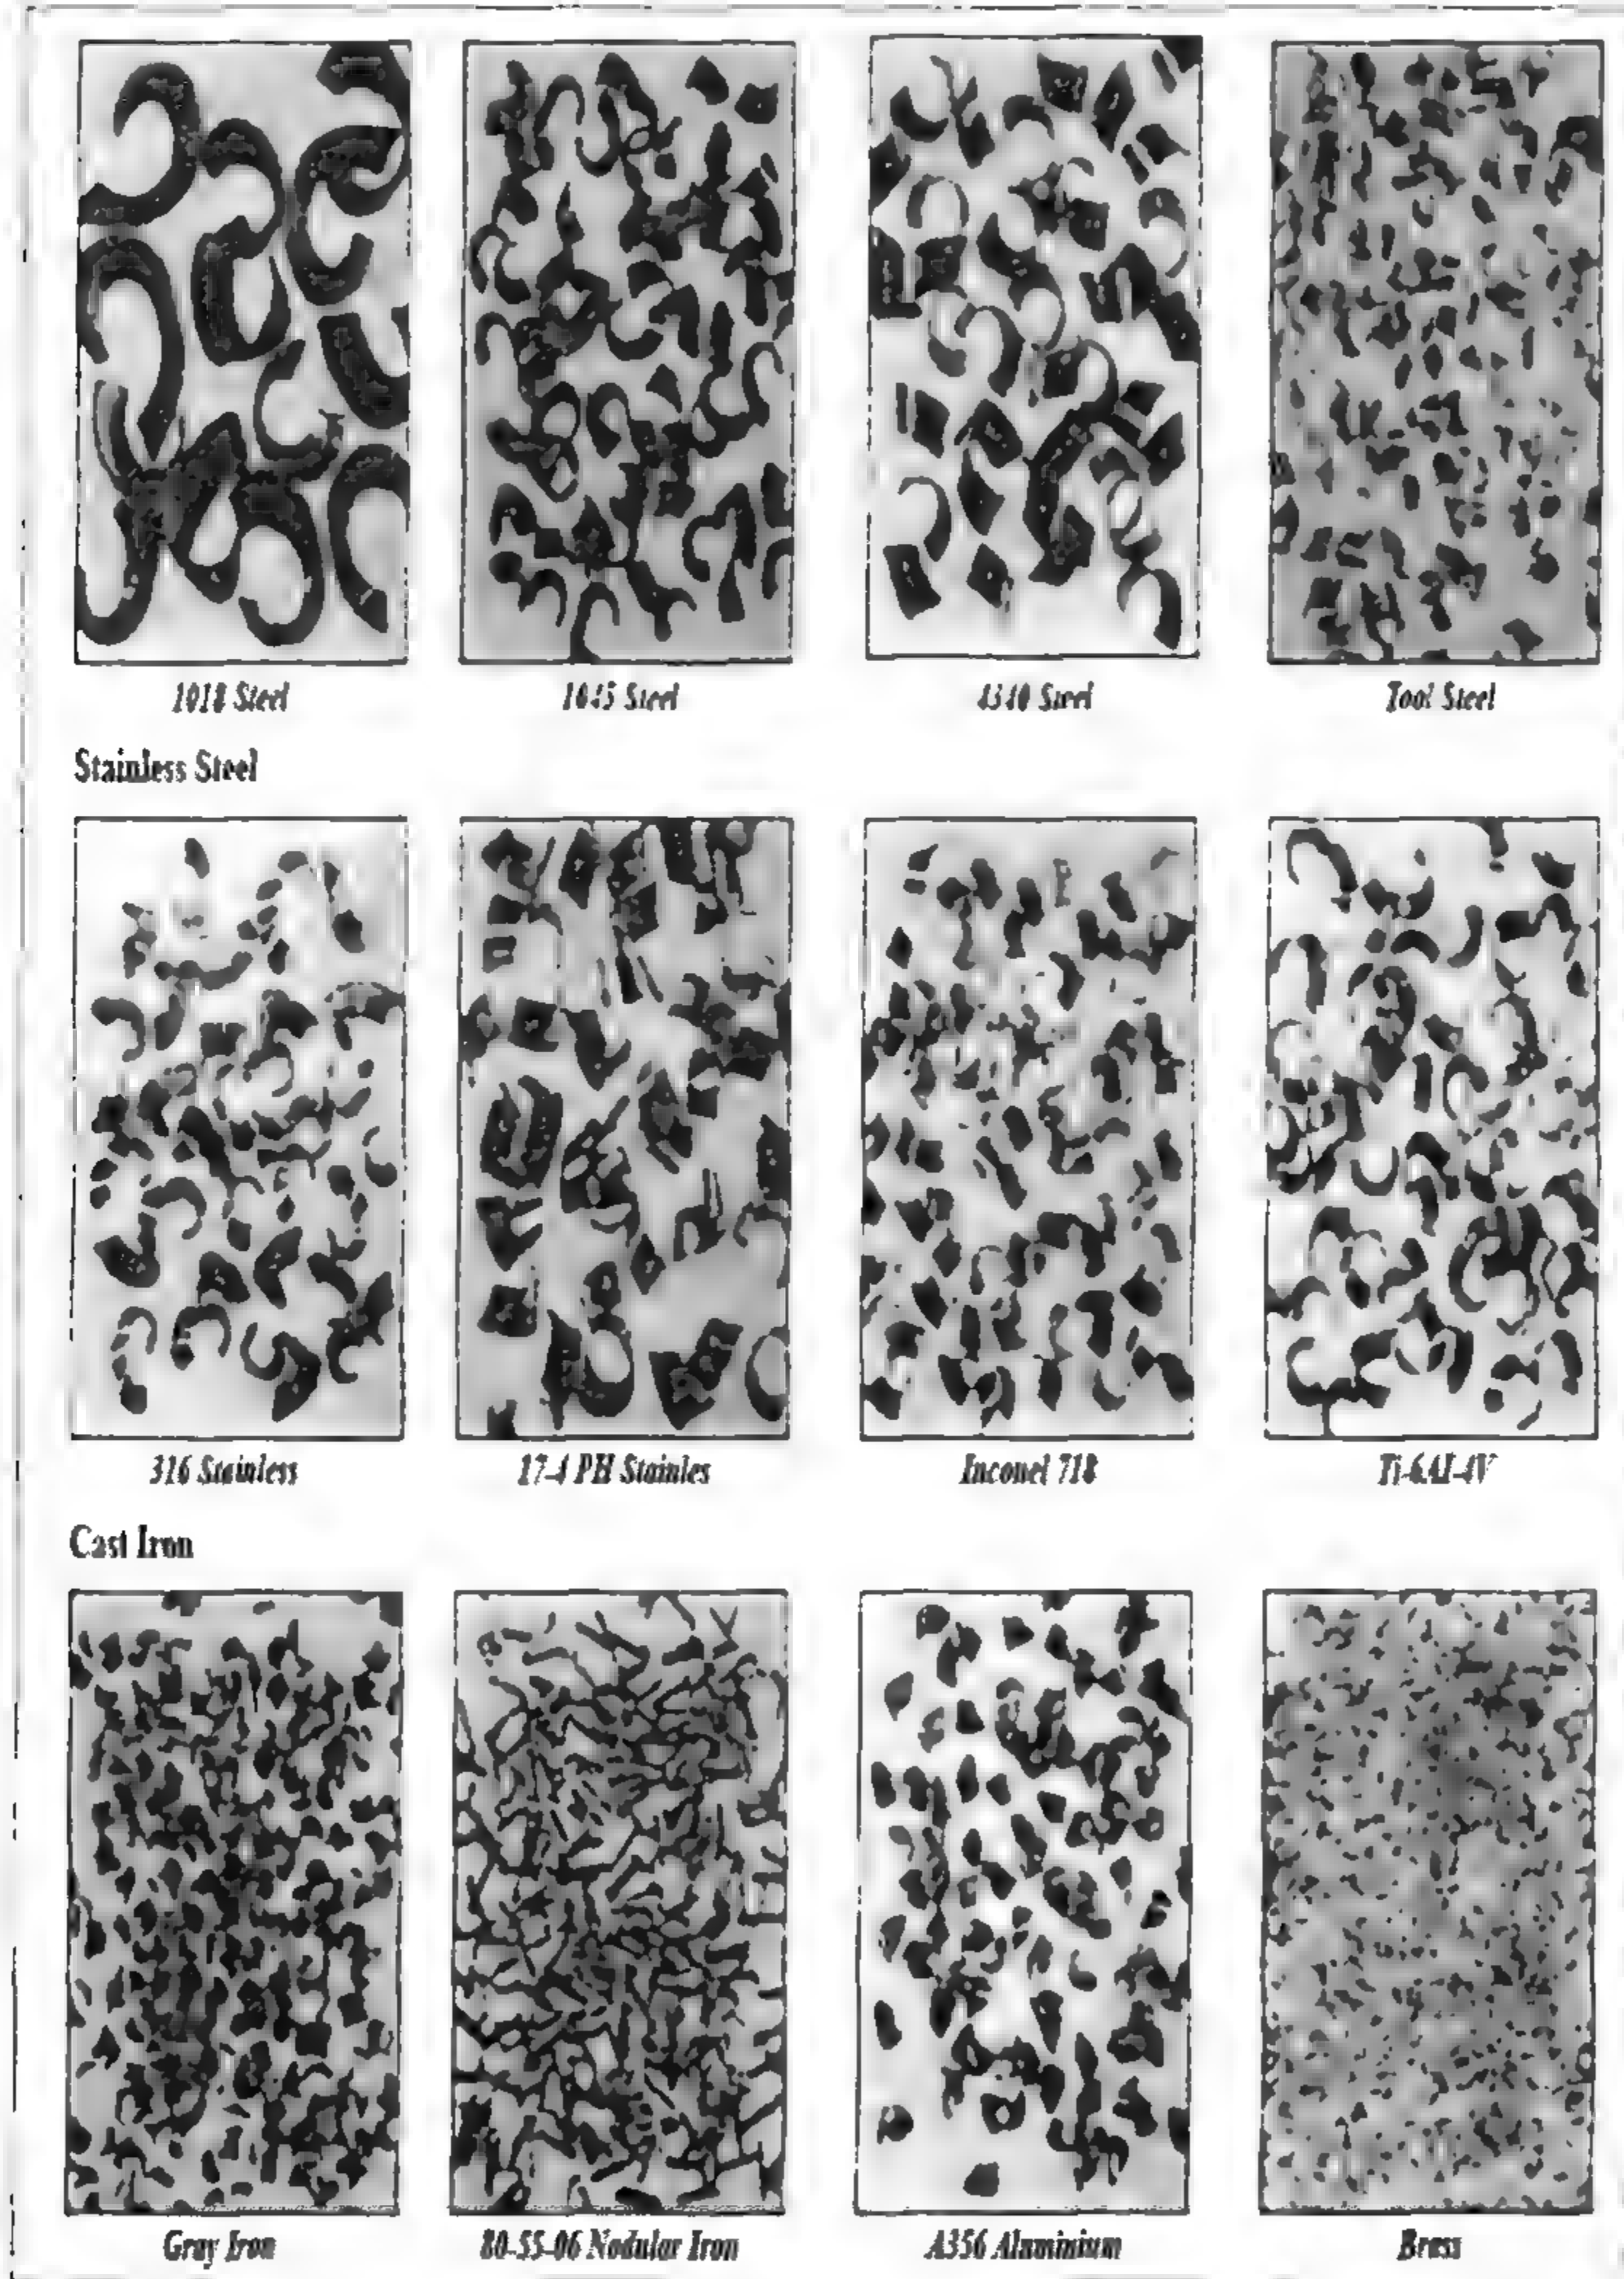 1018 Steel
1045 Steel
4340 Steel
Tool Steel
Stainless Steel
316 Stainless
17-4 PH Stainles
Inconel 718
Ti-6Al-4V
Cast Iron
Gray Iron
80-55-06 Nodular Iron
A356 Aluminium
Brass